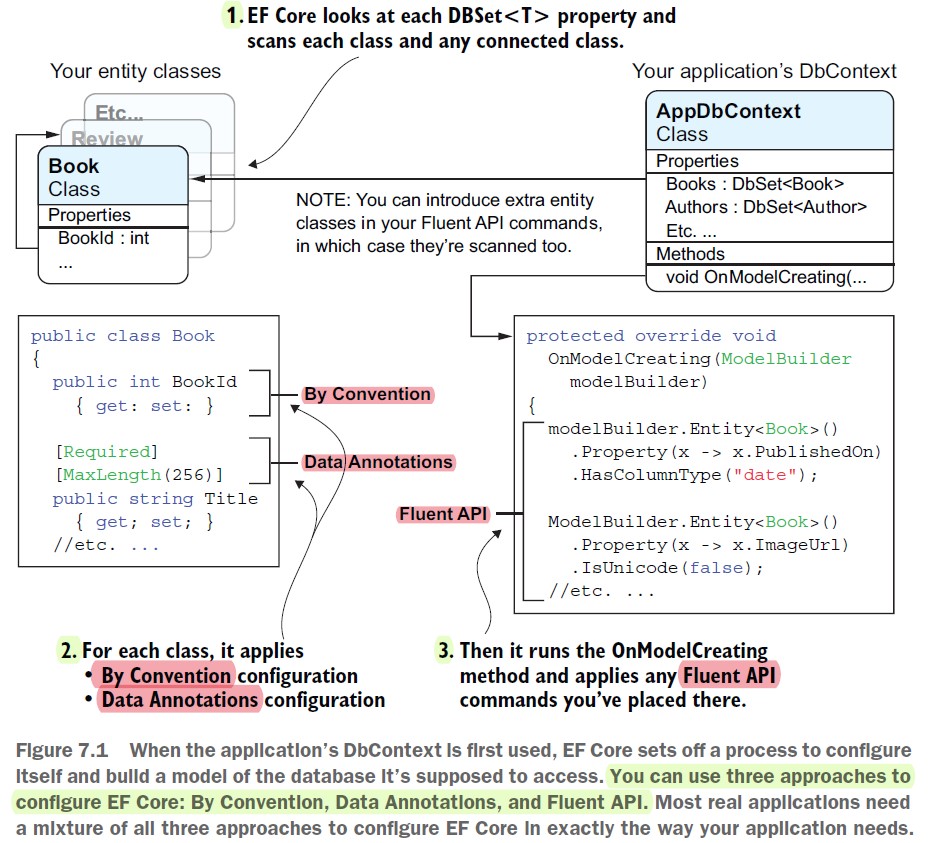 1. EF Core looks at each DBSet<T> property and
scans each class and any connected class.
Your entity classes
Your application's DbContext
Etc...
Review
Book
Class
Properties
BookId : int
...
AppDbContext
Class
Properties
Books : DbSet<Book>
Authors : DbSet<Author>
Etc. ...
Methods
void OnModelCreating(...
NOTE: You can introduce extra entity
classes in your Fluent API commands,
in which case they're scanned too.
public class Book
{
public int BookId
{ get: set: }
[Required]
[MaxLength(256)]
public string Title
{ get; set; }
//etc. ...
By Convention
Data Annotations
Fluent API
protected override void
OnModelCreating(ModelBuilder
modelBuilder)
{
modelBuilder.Entity<Book>()
.Property(x -> x.PublishedOn)
.HasColumnType("date");
ModelBuilder.Entity<Book>()
.Property(x -> x.ImageUrl)
.IsUnicode(false);
//etc. ...
2. For each class, it applies
• By Convention configuration
• Data Annotations configuration
3. Then it runs the OnModelCreating
method and applies any Fluent API
commands you've placed there.
Figure 7.1 When the application's DbContext is first used, EF Core sets off a process to configure
itself and build a model of the database it's supposed to access. You can use three approaches to
configure EF Core: By Convention, Data Annotations, and Fluent API. Most real applications need
a mixture of all three approaches to configure EF Core in exactly the way your application needs.